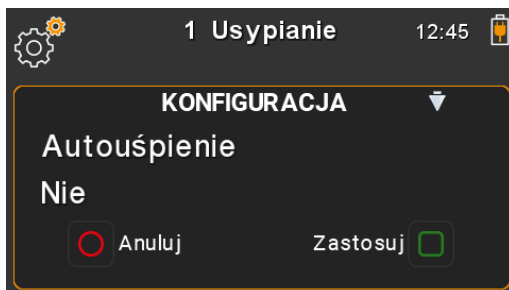 1 Usypianie 12:45
KONFIGURACJA
Autouśpienie
Nie
Anuluj Zastosuj